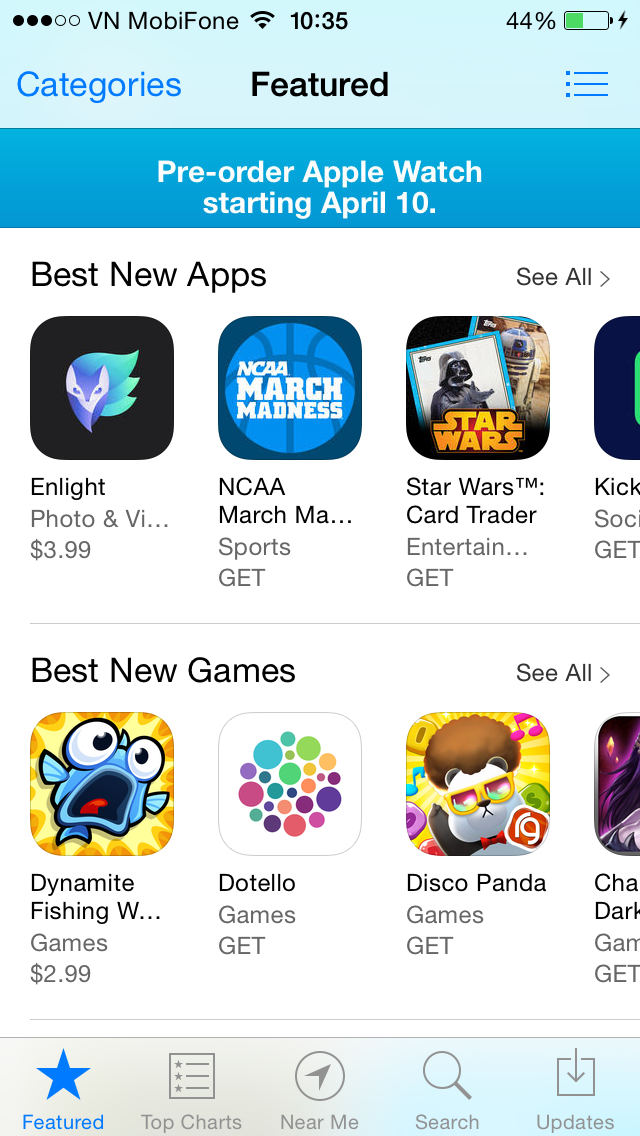 VN MobiFone 10:35 44%
Categories Featured
Pre-order Apple Watch
starting April 10.
Best New Apps See All
NCAA
MARCH
MADNESS
Topps Topps
STAR
WARS
Enlight NCAA Star Wars™: Kick
March Ma... Card Trader
Photo & Vi... Sports Entertain... Soci
$3.99 GET GET GET
Best New Games See All
rg
Dynamite Dotello Disco Panda Cha
Fishing W... Dark
Games Games Games Gam
$2.99 GET GET GET
Featured Top Charts Near Me Search Updates